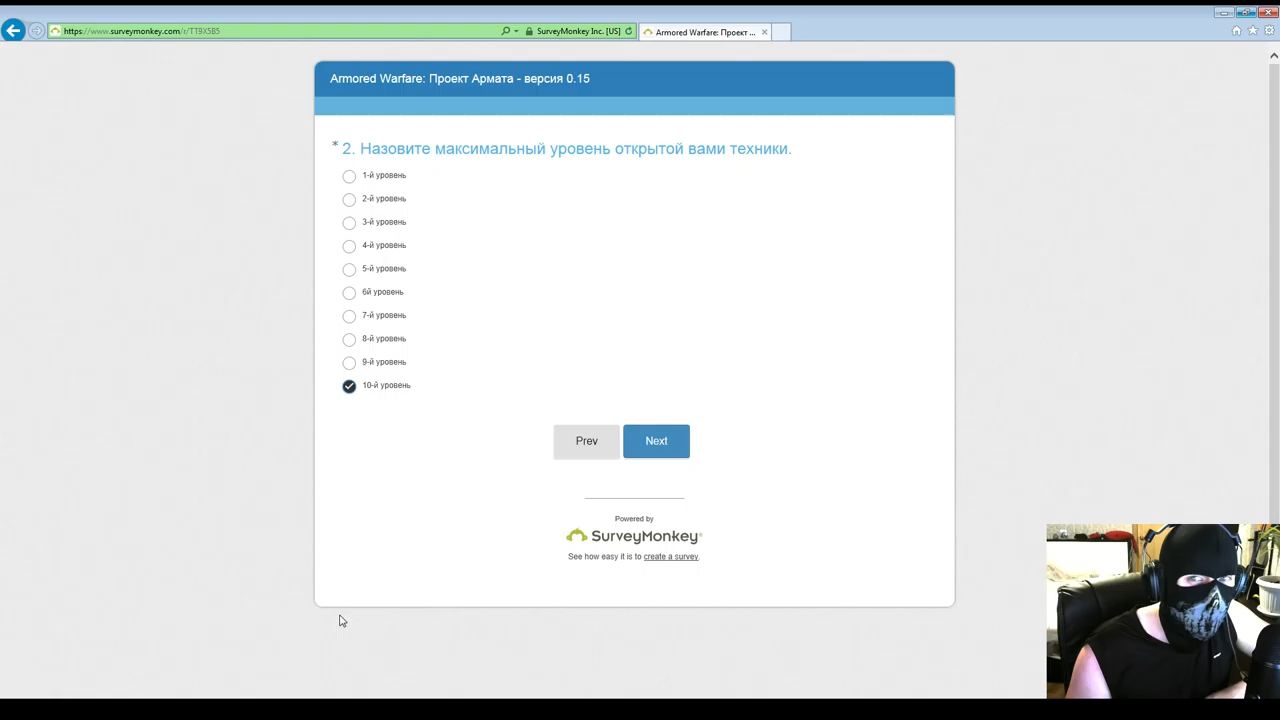 https://www.surveymonkey.com/r/TT9X5B5
SurveyMonkey Inc. [US]
Armored Warfare: Проект ...
Armored Warfare: Проект Армата - версия 0.15
* 2. Назовите максимальный уровень открытой вами техники.
1-й уровень
2-й уровень
3-й уровень
4-й уровень
5-й уровень
6й уровень
7-й уровень
8-й уровень
9-й уровень
10-й уровень
Prev
Next
Powered by
SurveyMonkey®
See how easy it is to create a survey.